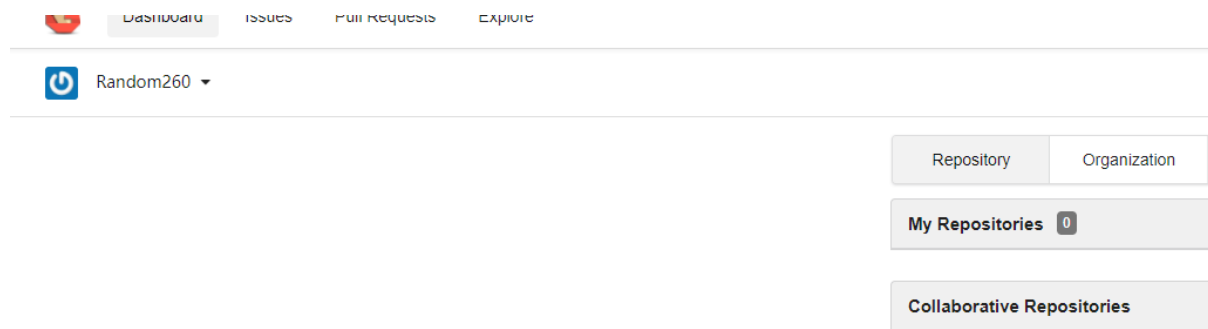 Dashboard Issues Pull Requests Explore
Random260
Repository Organization
My Repositories 0
Collaborative Repositories